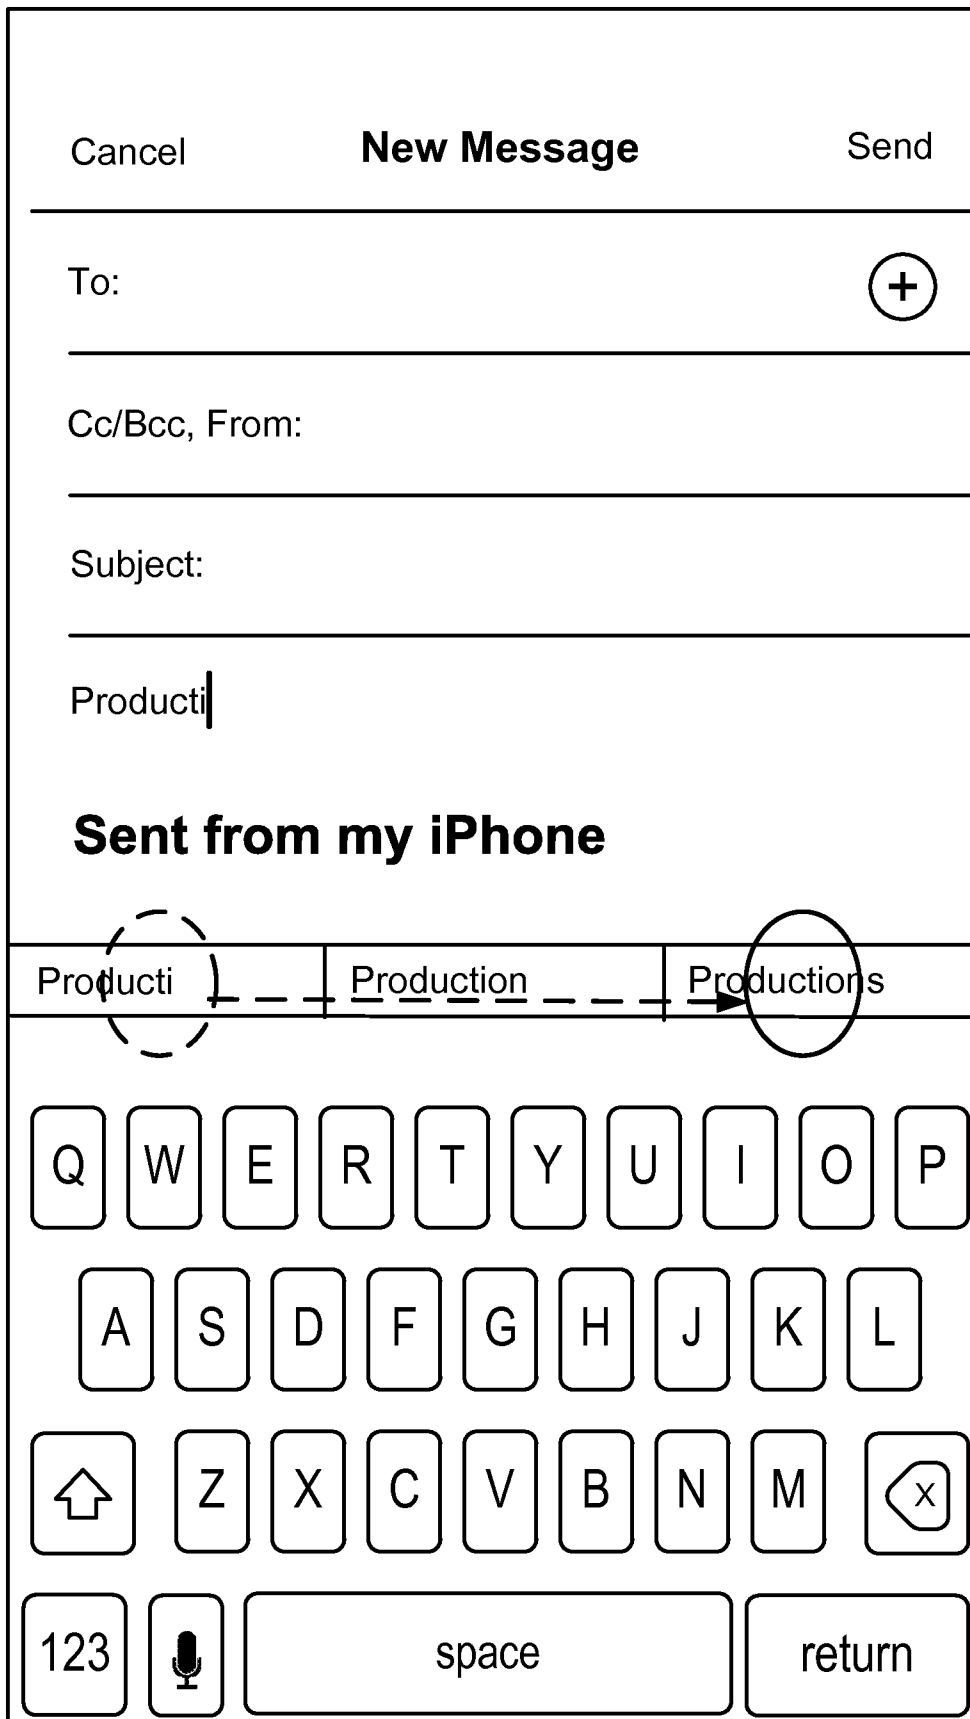 Cancel New Message Send
To: +
Cc/Bcc, From:
Subject:
Producti
Sent from my iPhone
Producti Production Productions
Q W E R T Y U I O P
A S D F G H J K L
Z X C V B N M X
123 space return